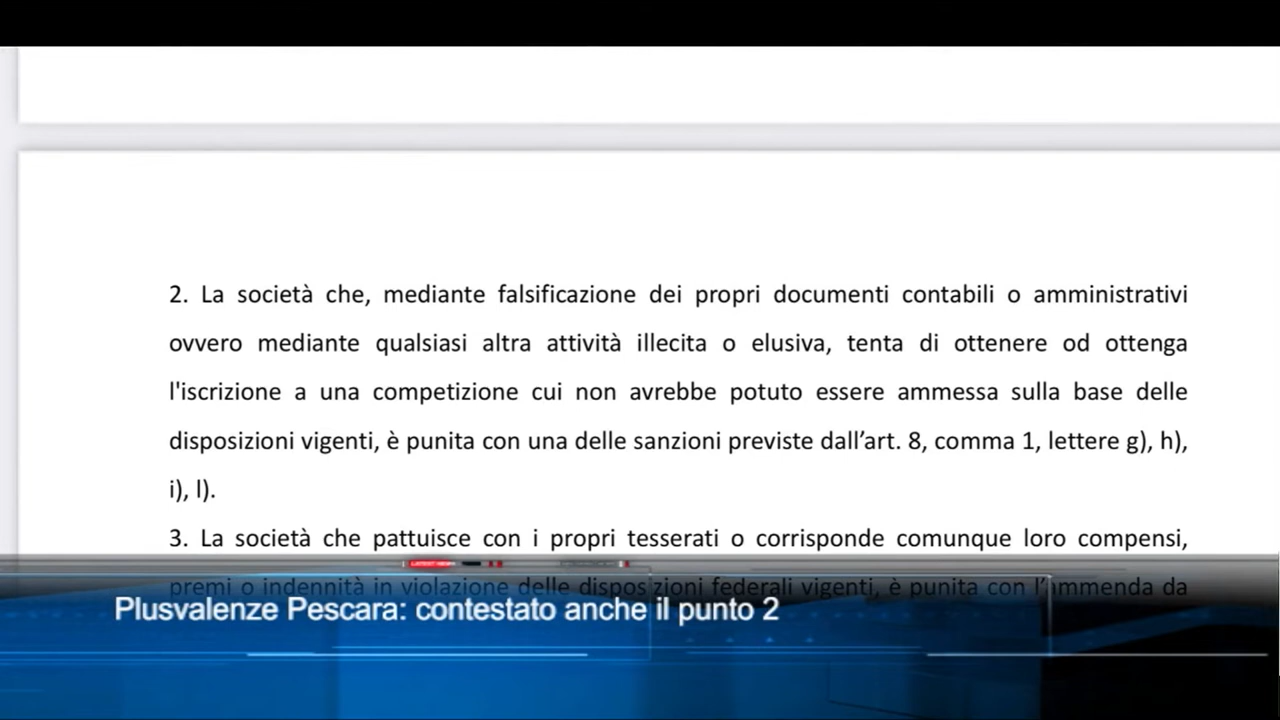 2. La società che, mediante falsificazione dei propri documenti contabili o amministrativi
ovvero mediante qualsiasi altra attività illecita o elusiva, tenta di ottenere od ottenga
l'iscrizione a una competizione cui non avrebbe potuto essere ammessa sulla base delle
disposizioni vigenti, è punita con una delle sanzioni previste dall’art. 8, comma 1, lettere g), h),
i), l).
3. La società che pattuisce con i propri tesserati o corrisponde comunque loro compensi,
LATEST NEWS
premi o indennità in violazione delle disposizioni federali vigenti, è punita con l’ammenda da
Plusvalenze Pescara: contestato anche il punto 2